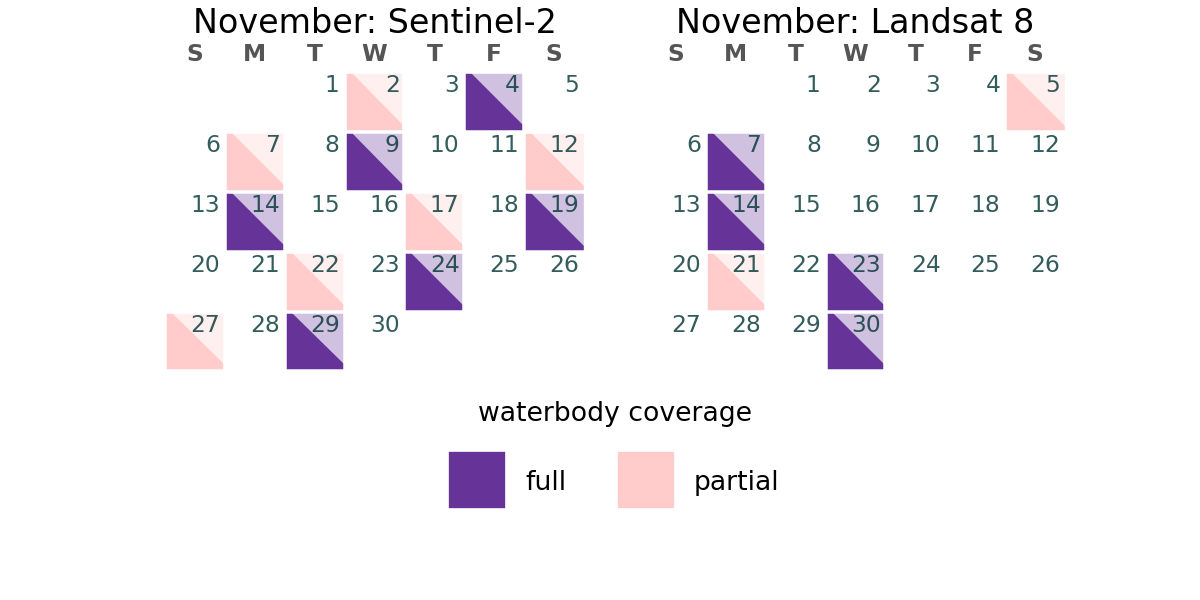 November: Sentinel-2
S M T W T F S
1 2 3 4 5
6 7 8 9 10 11 12
13 14 15 16 17 18 19
20 21 22 23 24 25 26
27 28 29 30
November: Landsat 8
S M T W T F S
1 2 3 4 5
6 7 8 9 10 11 12
13 14 15 16 17 18 19
20 21 22 23 24 25 26
27 28 29 30
waterbody coverage
full
partial